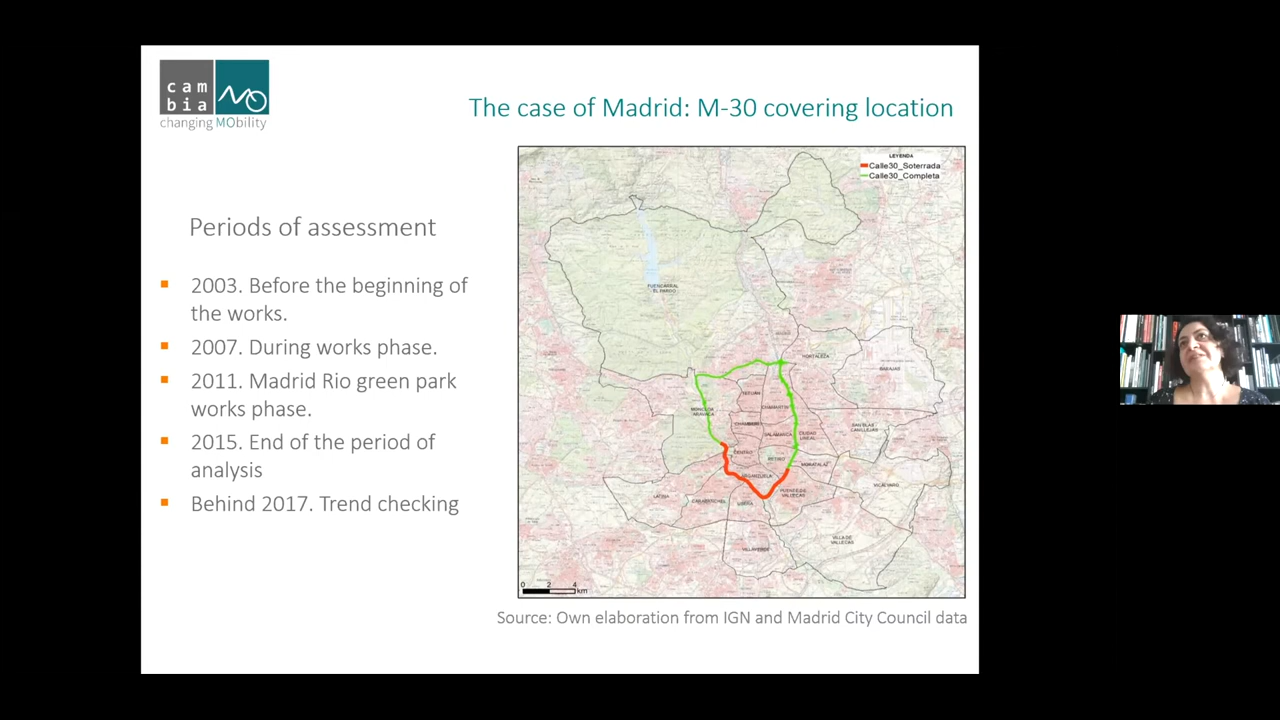 cam
bia
changing MObility
The case of Madrid: M-30 covering location
Periods of assessment
2003. Before the beginning of
the works.
2007. During works phase.
2011. Madrid Rio green park
works phase.
2015. End of the period of
analysis
Behind 2017. Trend checking
LEYENDA
Calle30_Soterrada
Calle30_Completa
FUENCARRAL
EL PARDO
HORTALEZA
BARAJAS
TETUAN
CHAMARTIN
MONCLOA
ARAVACA
CHAMBERI
SALAMANCA
CIUDAD
LINEAL
SAN BLAS
CANILLEJAS
CENTRO
RETIRO
MORATALAZ
ARGANZUELA
PUENTE DE
VALLECAS
VICALVARO
LATINA
CARABANCHEL
USERA
VILLA DE
VALLECAS
VILLAVERDE
0 2 4
km
Source: Own elaboration from IGN and Madrid City Council data